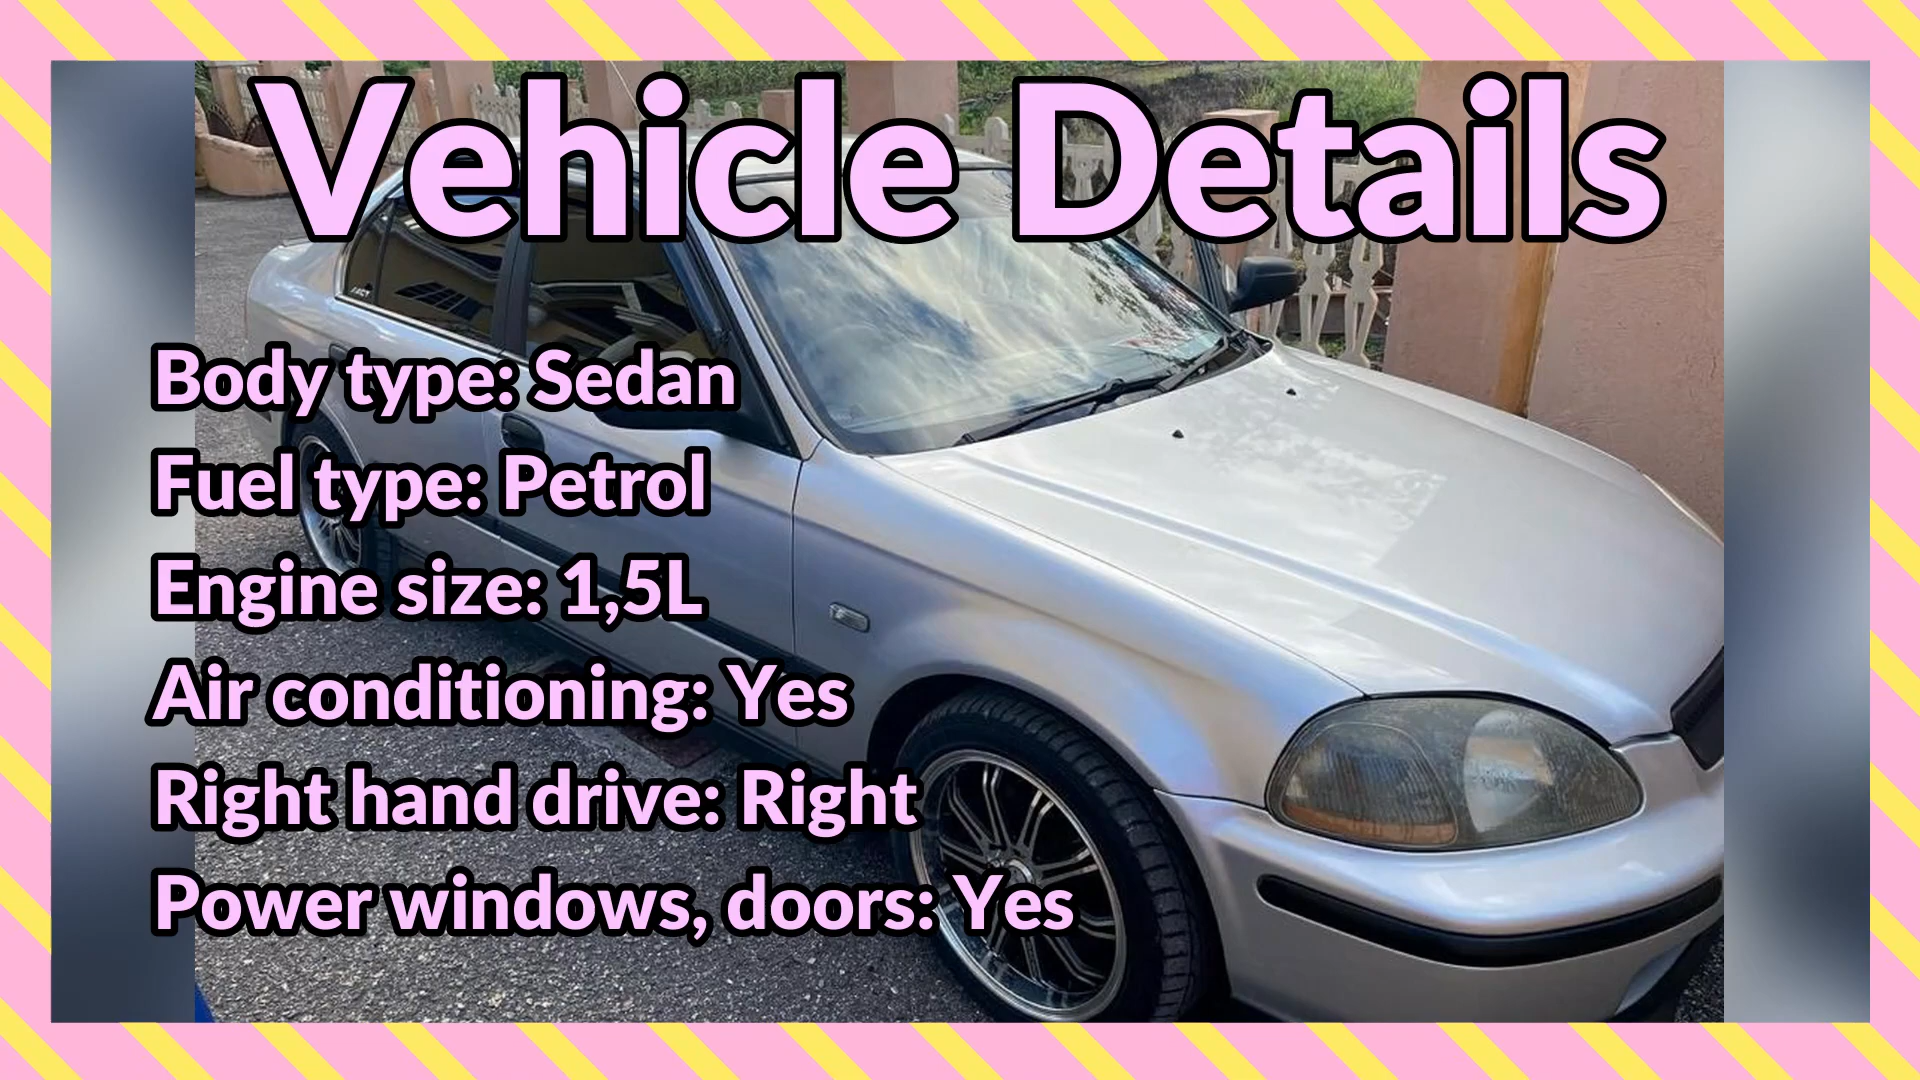 Vehicle Details
Body type: Sedan
Fuel type: Petrol
Engine size: 1,5L
Air conditioning: Yes
Right hand drive: Right
Power windows, doors: Yes